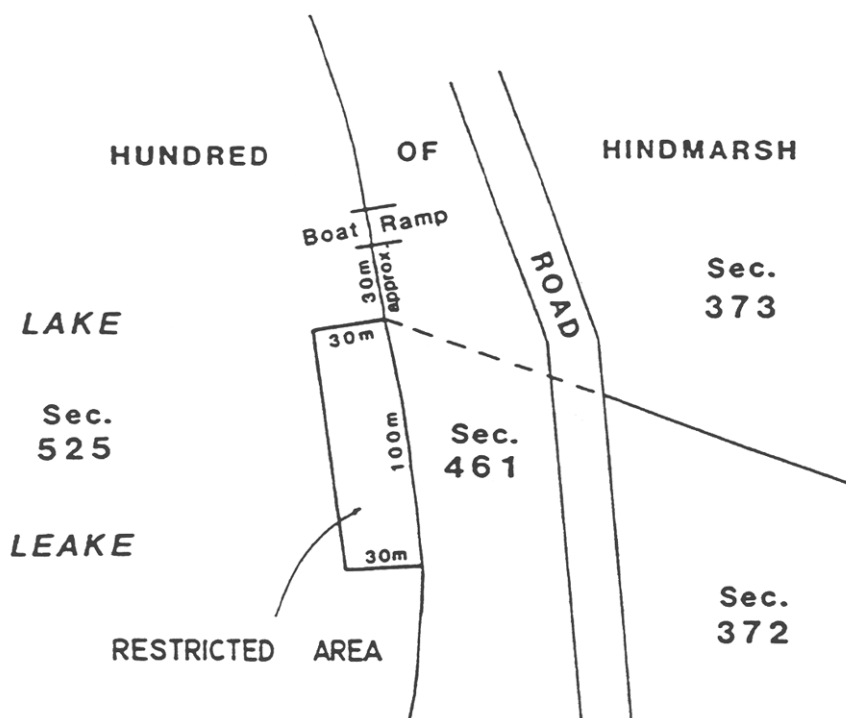 HUNDRED OF HINDMARSH
Boat Ramp
30m
approx.
ROAD
Sec.
373
LAKE
30m
Sec.
525
100m
Sec.
461
LEAKE
30m
Sec.
372
RESTRICTED AREA